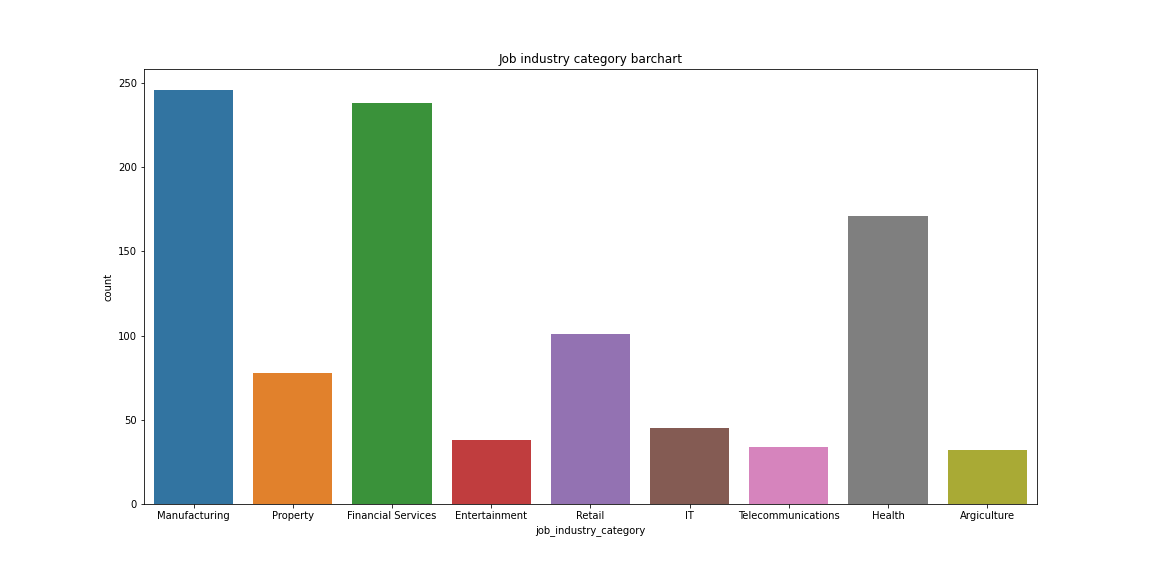 Job industry category barchart
250
200
150
100
50
0
count
Manufacturing Property Financial Services Entertainment Retail IT Telecommunications Health Argiculture
job_industry_category